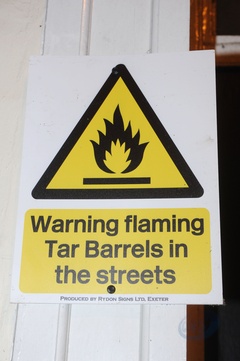 Warning flaming
Tar Barrels in
the streets
Produced by Rydon Signs Ltd, Exeter